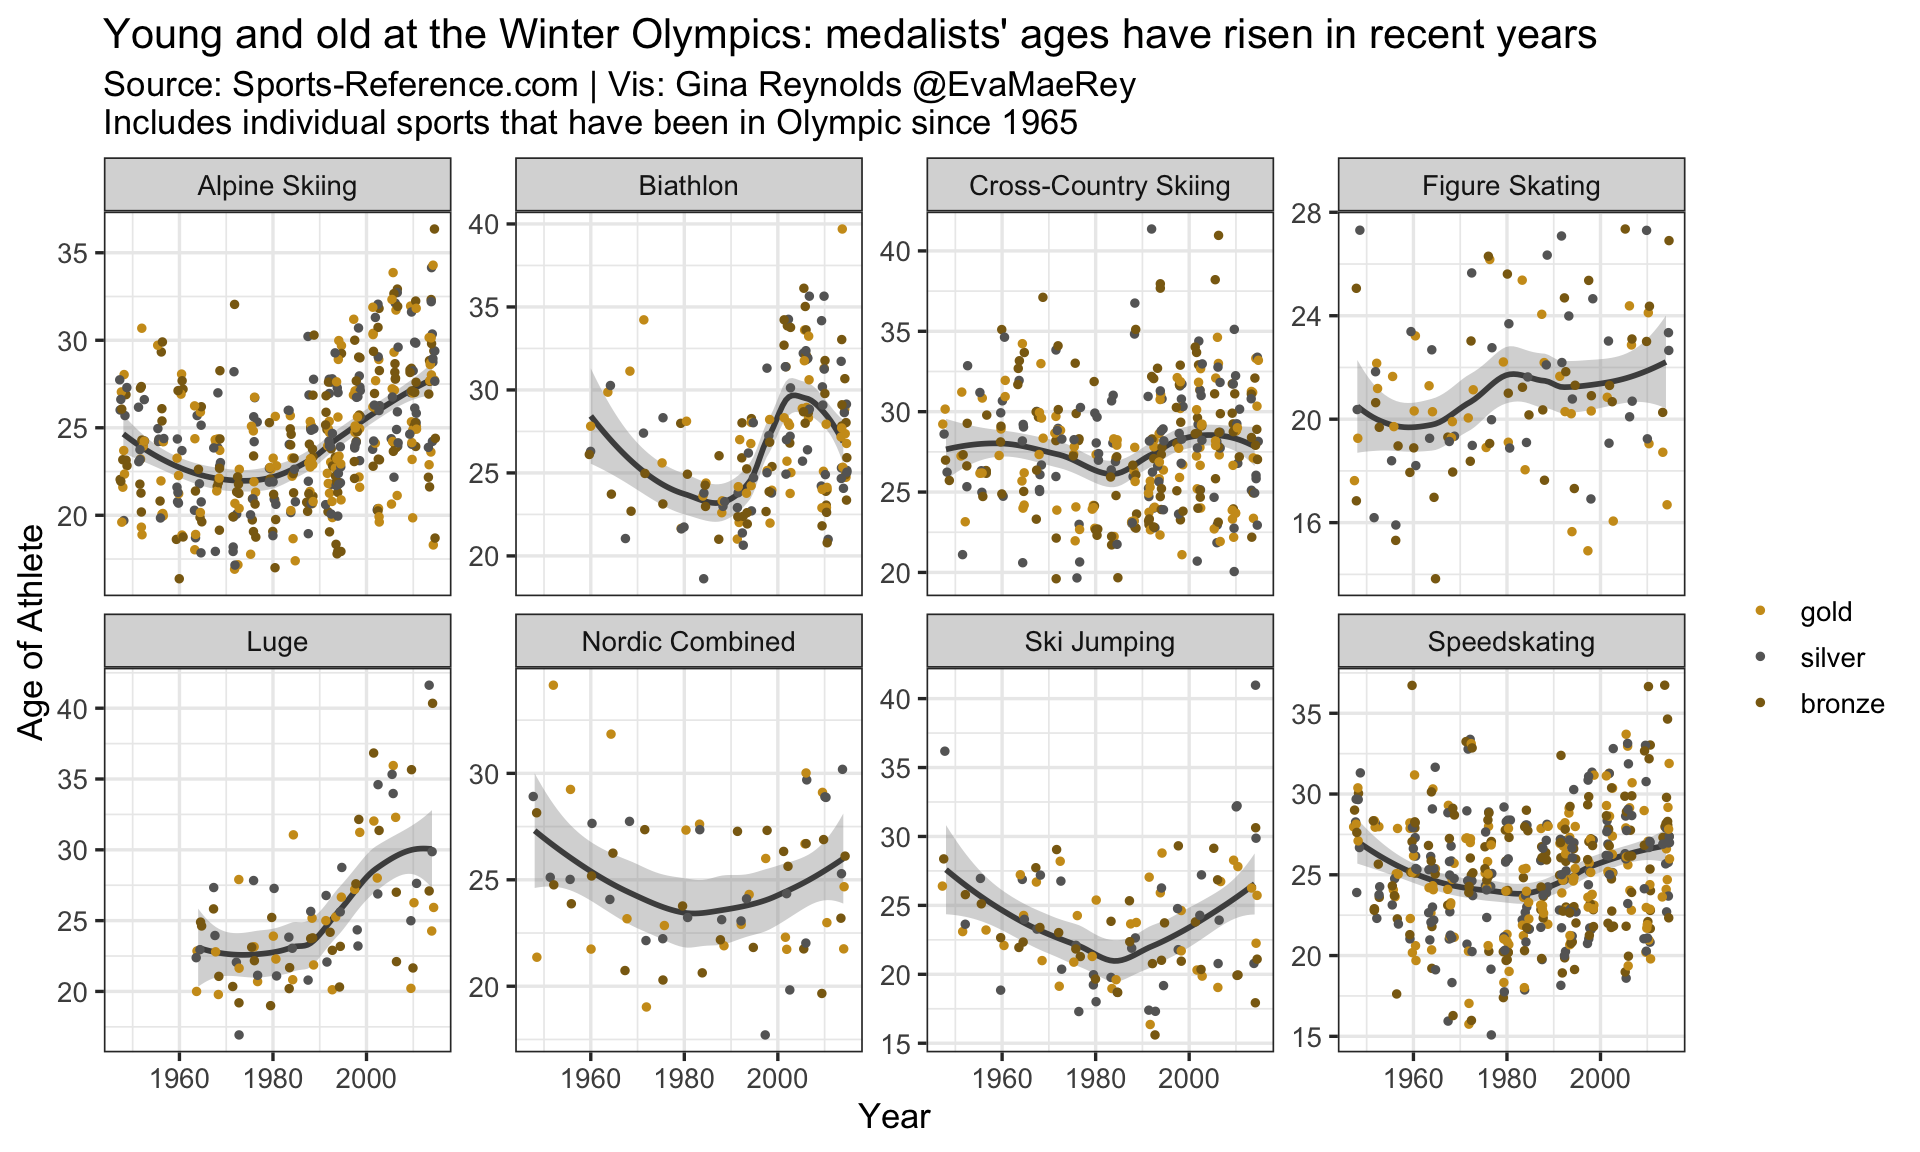 Young and old at the Winter Olympics: medalists' ages have risen in recent years
Source: Sports-Reference.com | Vis: Gina Reynolds @EvaMaeRey
Includes individual sports that have been in Olympic since 1965
Alpine Skiing
Biathlon
Cross-Country Skiing
Figure Skating
35
30
25
20
40
35
30
25
20
40
35
30
25
20
28
24
20
16
Luge
Nordic Combined
Ski Jumping
Speedskating
40
35
30
25
20
30
25
20
40
35
30
25
20
15
35
30
25
20
15
1960 1980 2000
1960 1980 2000
1960 1980 2000
1960 1980 2000
Age of Athlete
Year
gold
silver
bronze